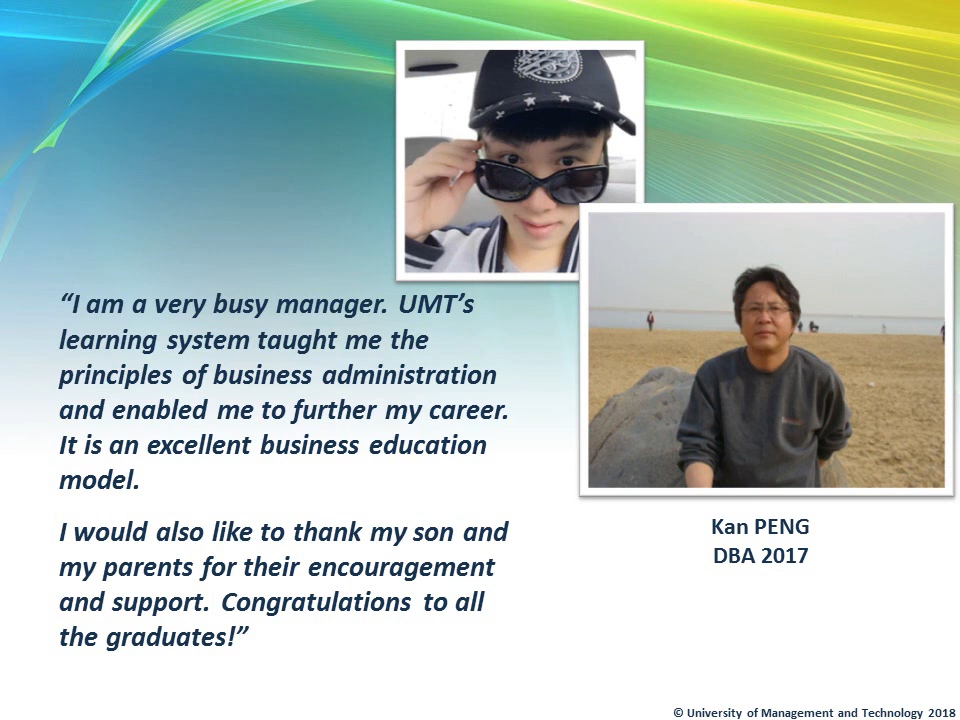 “I am a very busy manager. UMT’s
learning system taught me the
principles of business administration
and enabled me to further my career.
It is an excellent business education
model.
I would also like to thank my son and
my parents for their encouragement
and support. Congratulations to all
the graduates!”
Kan PENG
DBA 2017
© University of Management and Technology 2018